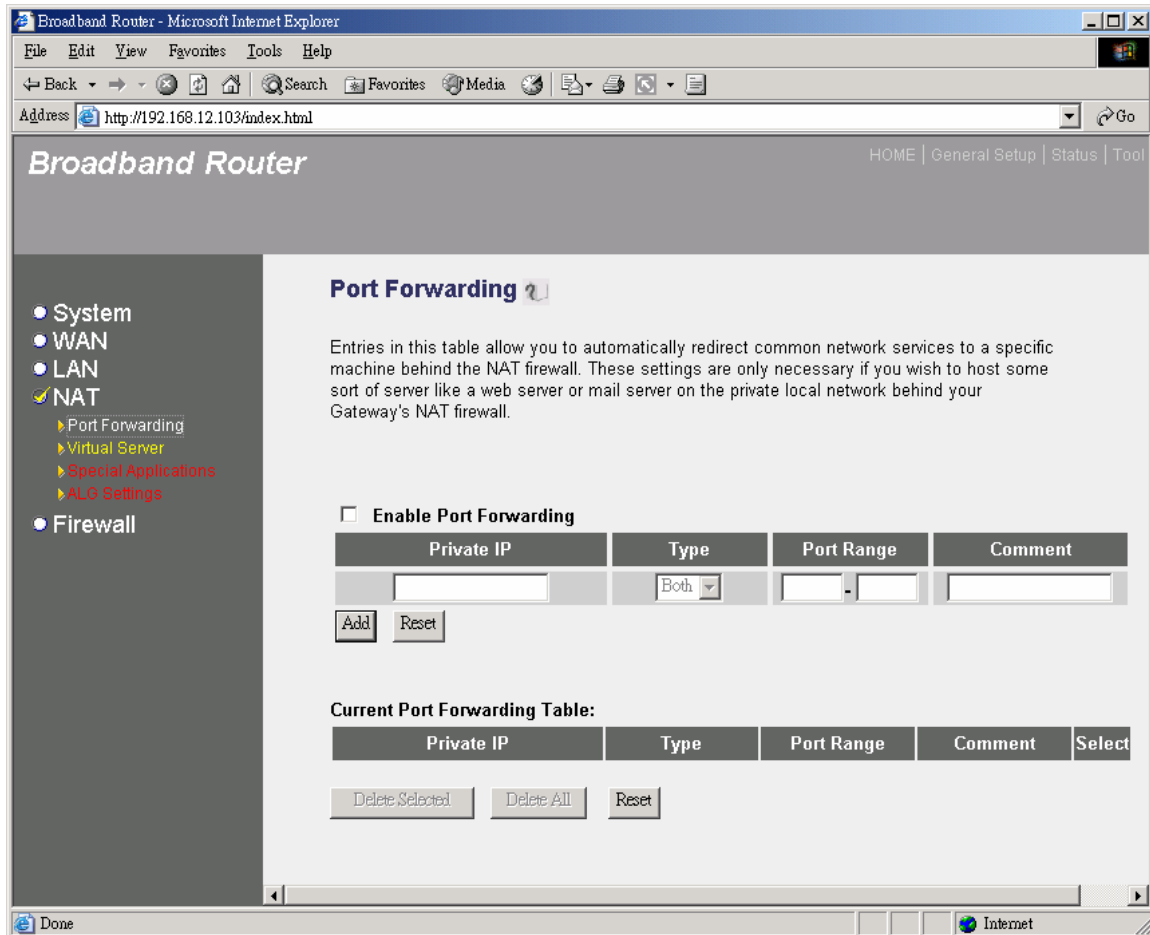 Broadband Router - Microsoft Internet Explorer
File Edit View Favorites Tools Help
Back Search Favorites Media
Address http://192.168.12.103/index.html Go
Broadband Router
HOME | General Setup | Status | Tool
System
WAN
LAN
NAT
Port Forwarding
Virtual Server
Special Applications
ALG Settings
Firewall
Port Forwarding
Entries in this table allow you to automatically redirect common network services to a specific
machine behind the NAT firewall. These settings are only necessary if you wish to host some
sort of server like a web server or mail server on the private local network behind your
Gateway's NAT firewall.
Enable Port Forwarding
Private IP Type Port Range Comment
Both -
Add Reset
Current Port Forwarding Table:
Private IP Type Port Range Comment Select
Delete Selected Delete All Reset
Done Internet